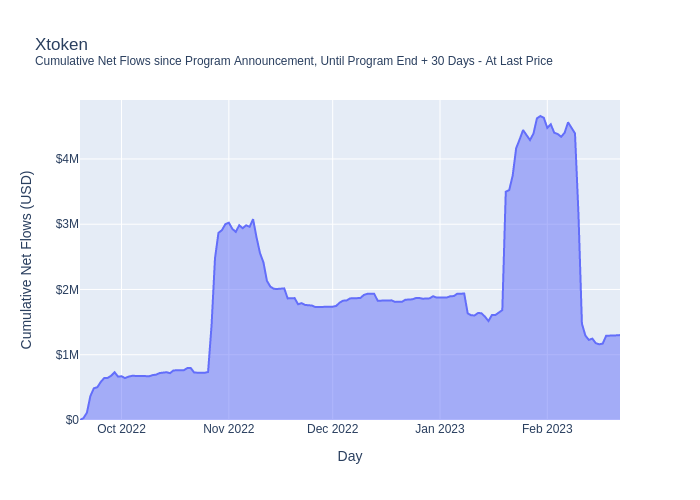 Xtoken
Cumulative Net Flows since Program Announcement, Until Program End + 30 Days - At Last Price
Cumulative Net Flows (USD)
$4M
$3M
$2M
$1M
$0
Oct 2022
Nov 2022
Dec 2022
Jan 2023
Feb 2023
Day